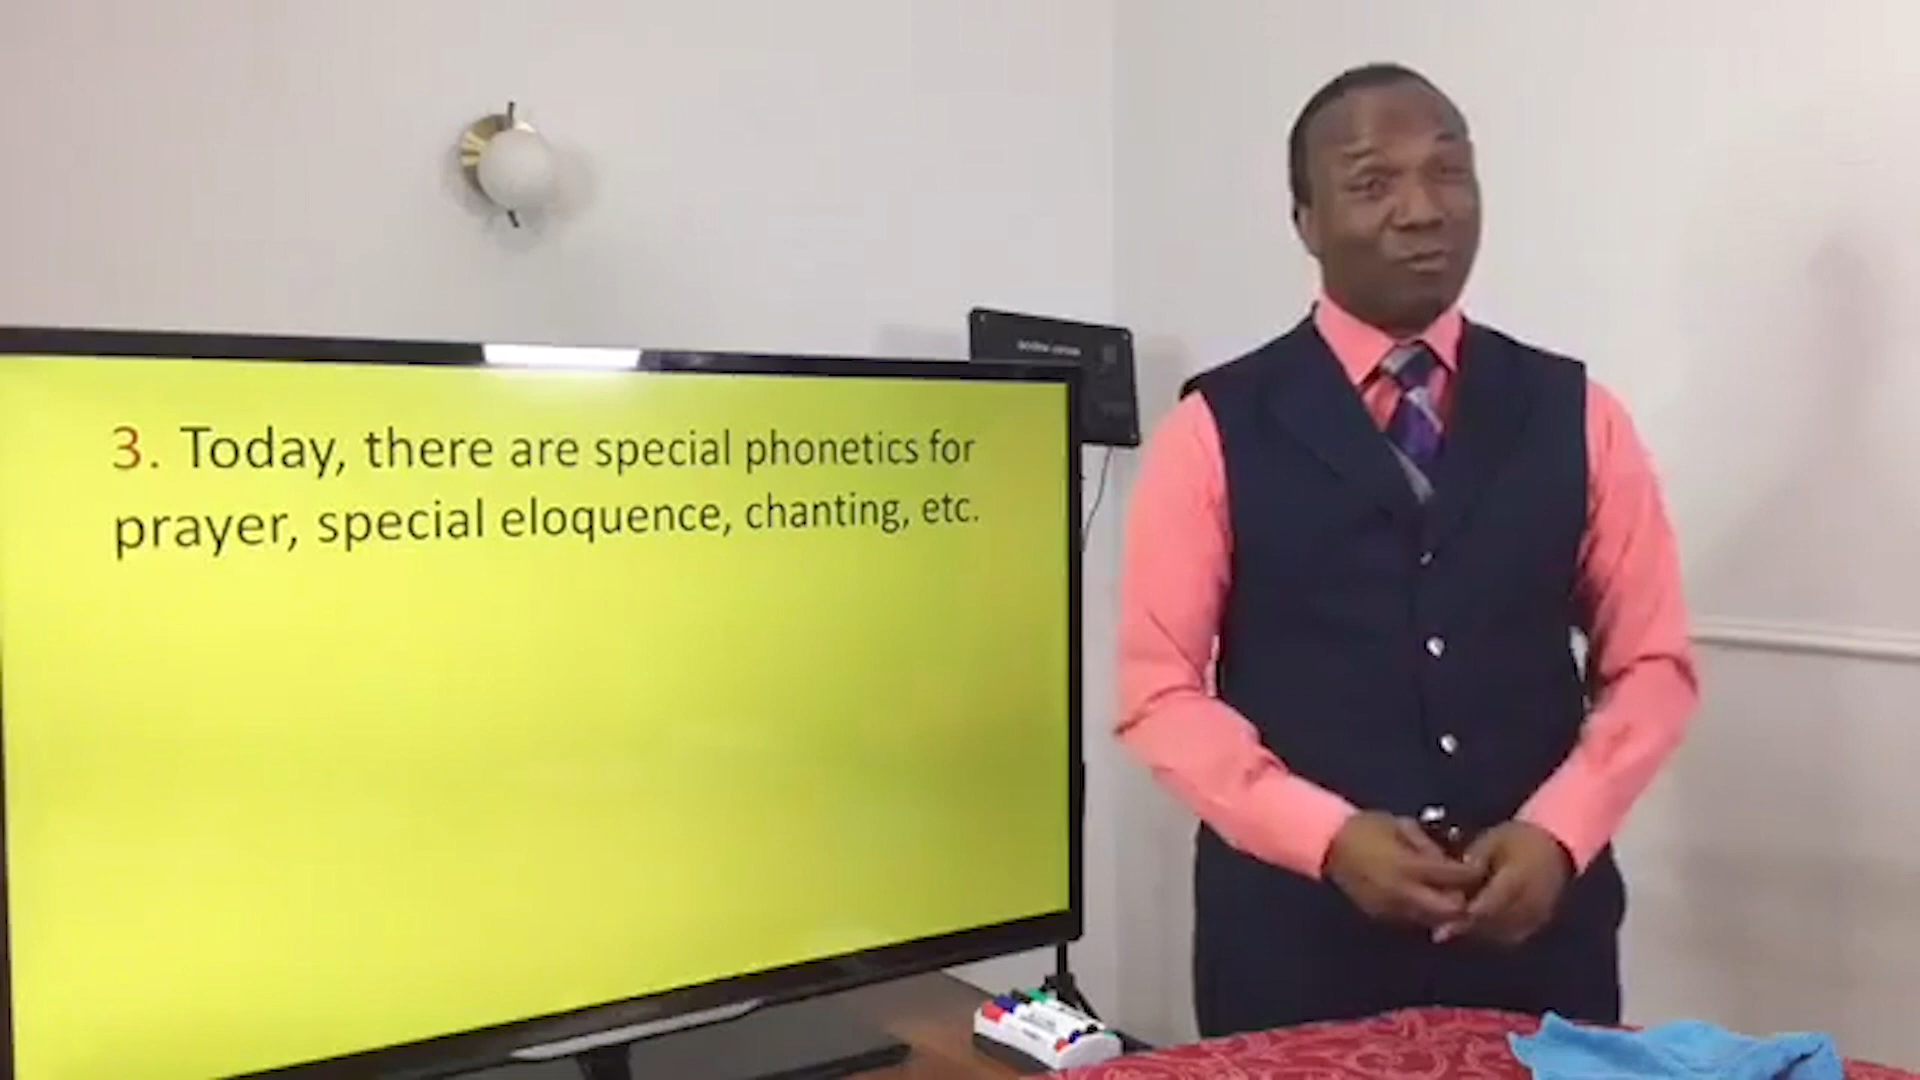 3. Today, there are special phonetics for
prayer, special eloquence, chanting, etc.